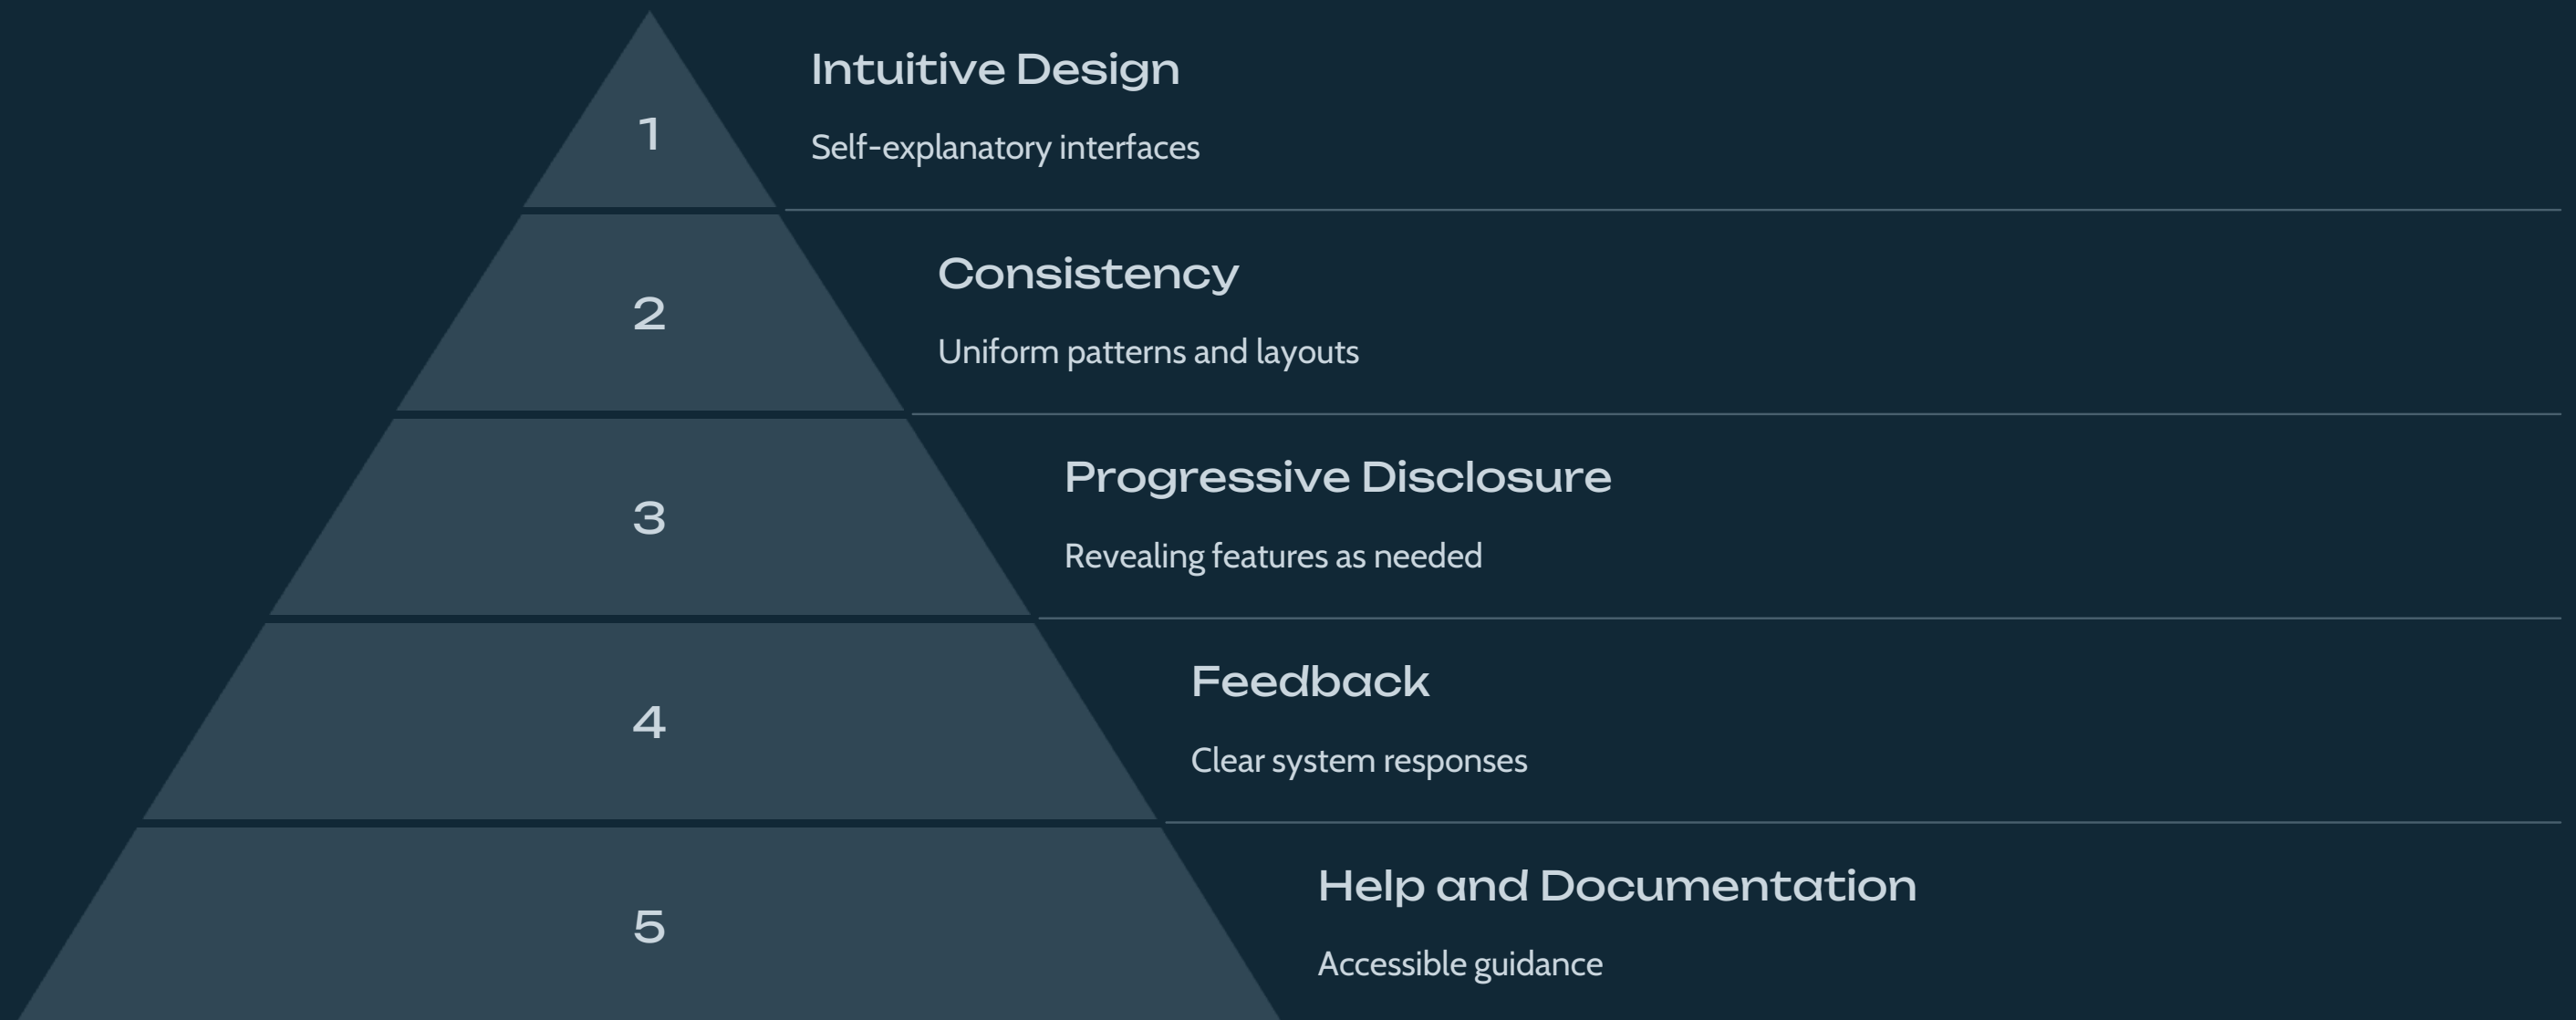 1
Intuitive Design
Self-explanatory interfaces
2
Consistency
Uniform patterns and layouts
3
Progressive Disclosure
Revealing features as needed
4
Feedback
Clear system responses
5
Help and Documentation
Accessible guidance